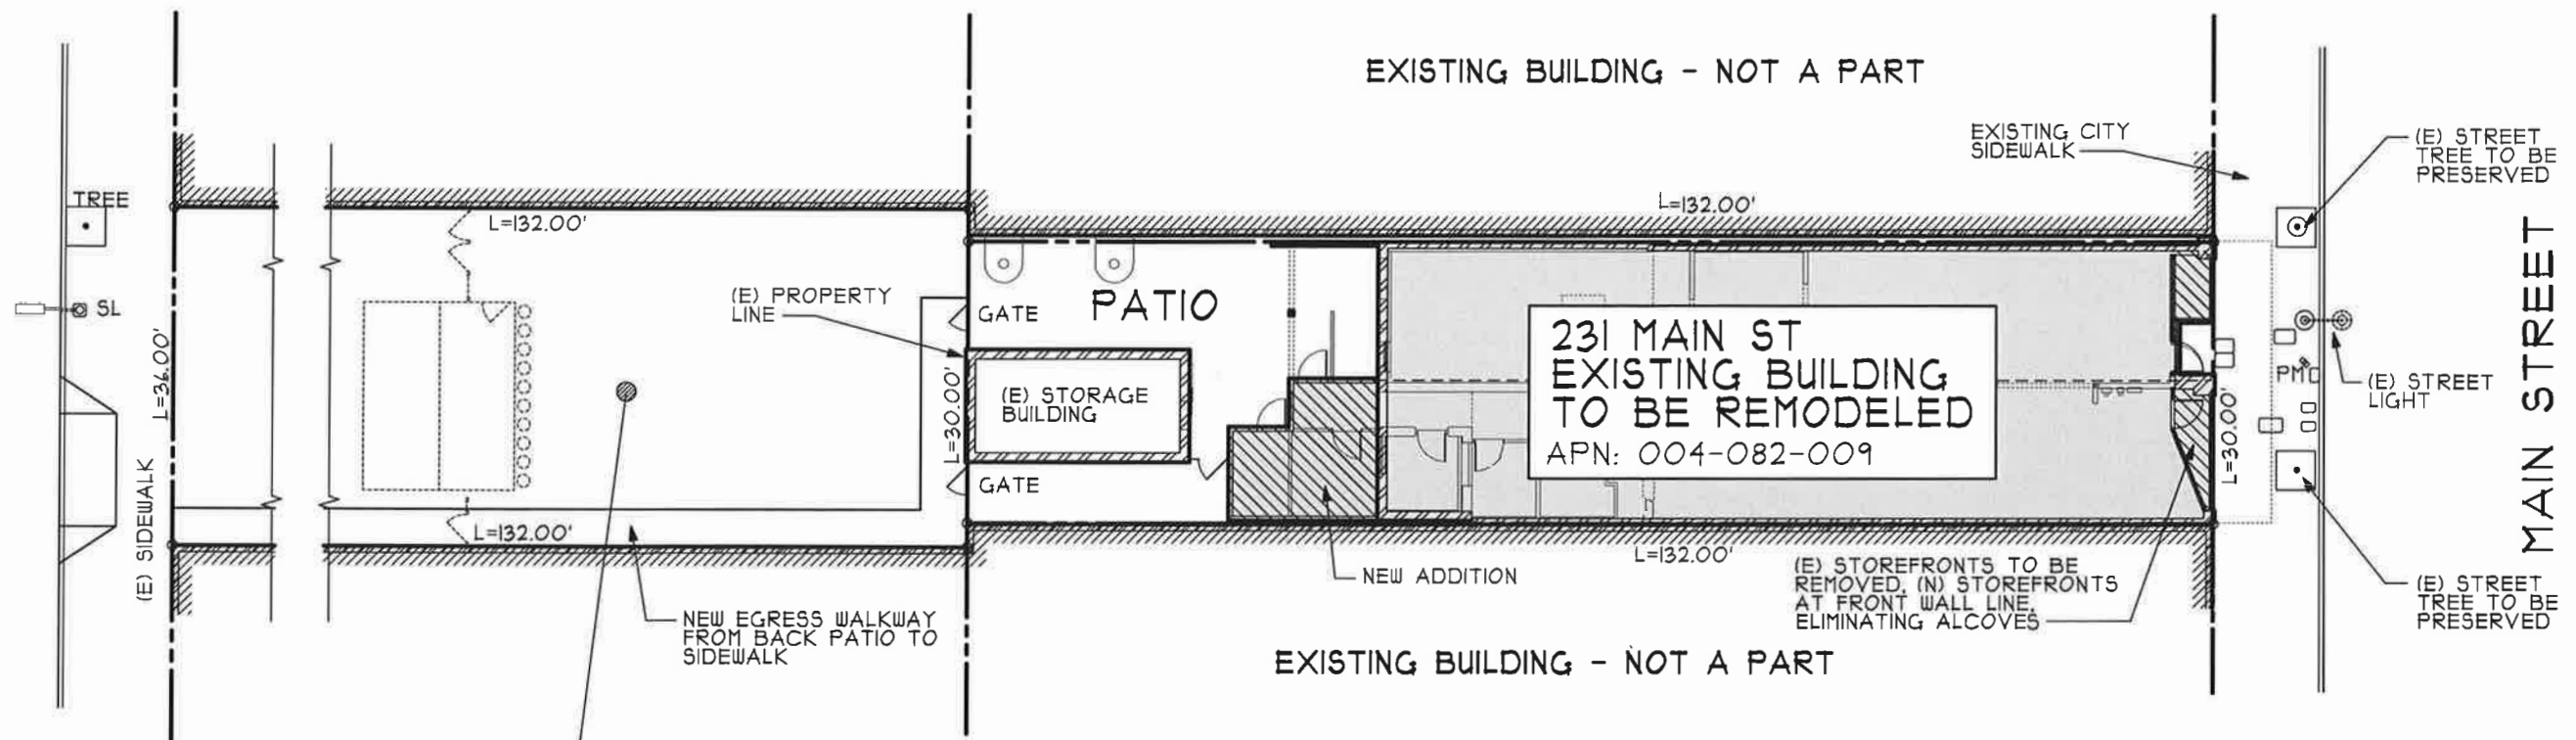 EXISTING BUILDING - NOT A PART
EXISTING CITY
SIDEWALK
(E) STREET
TREE TO BE
PRESERVED
TREE
L=132.00'
L=132.00'
SL
(E) PROPERTY
LINE
GATE
PATIO
L=36.00'
231 MAIN ST
EXISTING BUILDING
TO BE REMODELED
APN: 004-082-009
PM
(E) STREET
LIGHT
MAIN STREET
L=30.00'
(E) STORAGE
BUILDING
L=30.00'
GATE
(E) SIDEWALK
L=132.00'
L=132.00'
NEW ADDITION
(E) STOREFRONTS TO BE
REMOVED, (N) STOREFRONTS
AT FRONT WALL LINE,
ELIMINATING ALCOVES
(E) STREET
TREE TO BE
PRESERVED
NEW EGRESS WALKWAY
FROM BACK PATIO TO
SIDEWALK
EXISTING BUILDING - NOT A PART